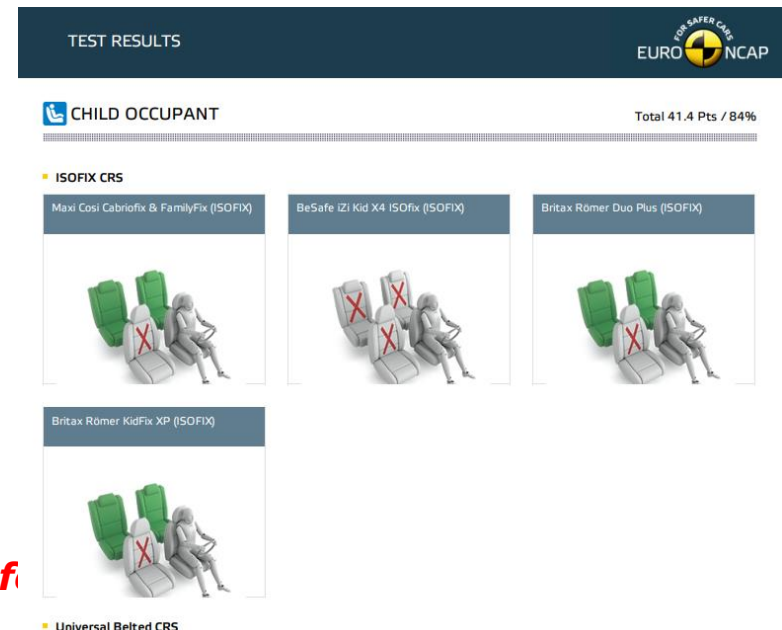 TEST RESULTS
FOR SAFER CARS
EURO NCAP
CHILD OCCUPANT
Total 41.4 Pts / 84%
ISOFIX CRS
Maxi Cosi Cabriofix & FamilyFix (ISOFIX)
BeSafe iZi Kid X4 ISOfix (ISOFIX)
Britax Römer Duo Plus (ISOFIX)
Britax Römer KidFix XP (ISOFIX)
Universal Belted CRS